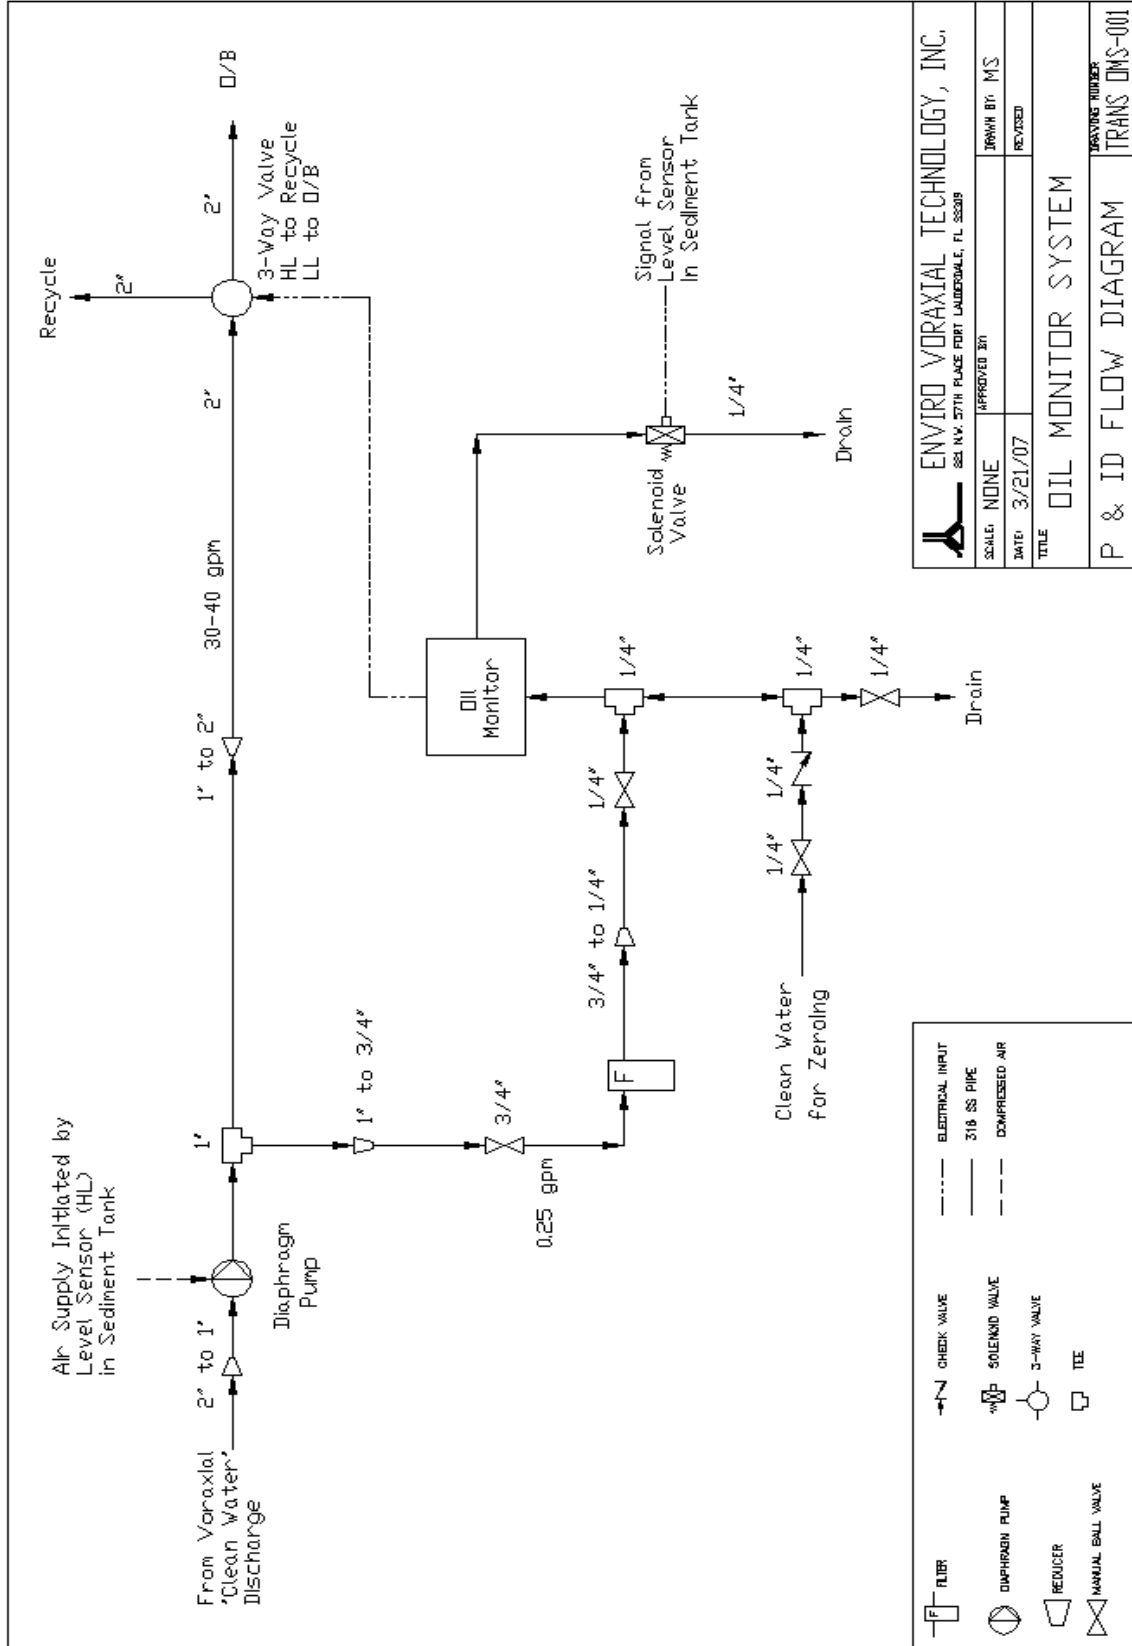 Air Supply Initiated by
Level Sensor (HL)
in Sediment Tank
From Voraxial
"Clean Water"
Discharge
2" to 1"
Diaphragm
Pump
1"
1" to 2"
30-40 gpm
2"
Recycle
2"
2"
O/B
3-Way Valve
HL to Recycle
LL to O/B
1" to 3/4"
3/4"
0.25 gpm
F
3/4" to 1/4"
1/4"
1/4"
Oil
Monitor
Solenoid
Valve
Signal from
Level Sensor
in Sediment Tank
1/4"
Drain
Clean Water
for Zeroing
1/4"
1/4"
1/4"
1/4"
Drain
F
FILTER
DIAPHRAGM PUMP
REDUCER
MANUAL BALL VALVE
CHECK VALVE
SOLENOID VALVE
3-WAY VALVE
TEE
ELECTRICAL INPUT
316 SS PIPE
COMPRESSED AIR
ENVIRO VORAXIAL TECHNOLOGY, INC.
821 N.W. 57TH PLACE FORT LAUDERDALE, FL 33309
SCALE: NONE
APPROVED BY:
DRAWN BY: MS
DATE: 3/21/07
REVISED
TITLE
OIL MONITOR SYSTEM
P & ID FLOW DIAGRAM
DRAWING NUMBER
TRANS OMS-001